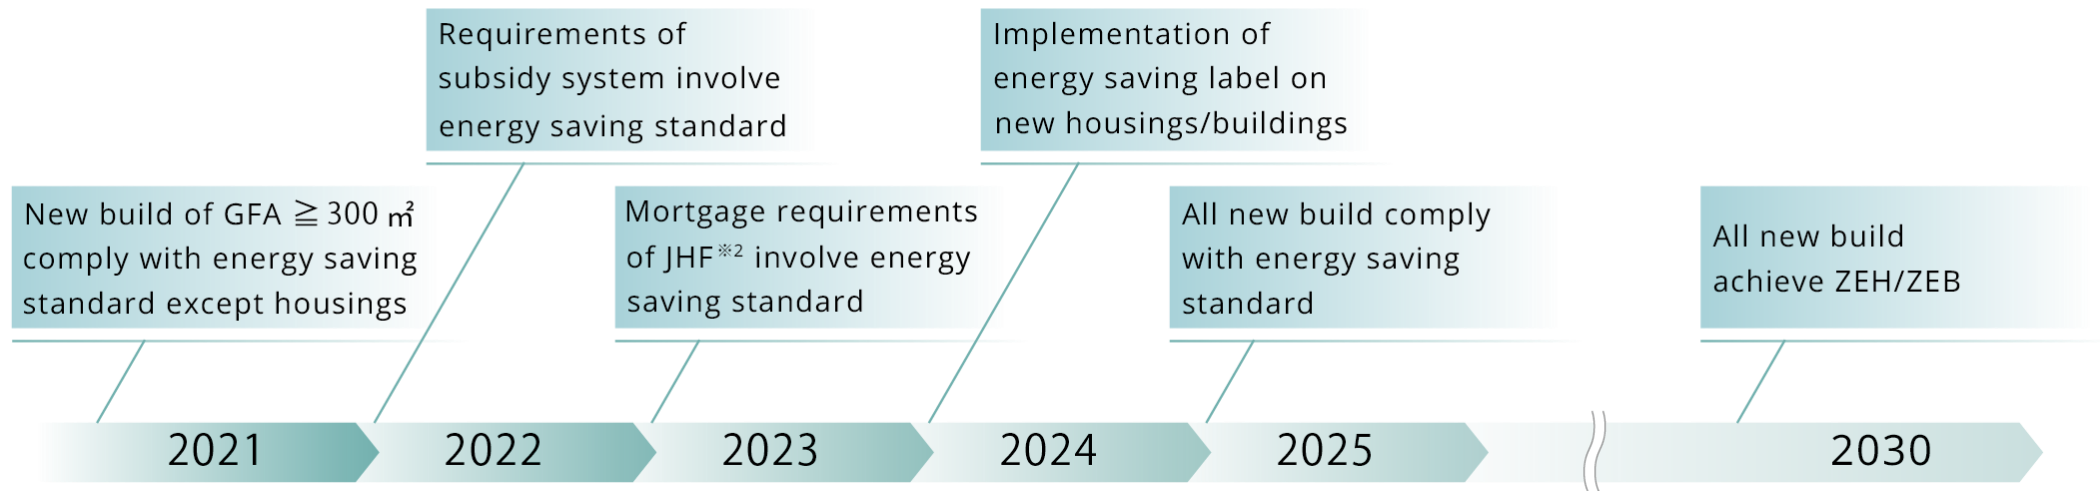 New build of GFA ≧ 300 ㎡
comply with energy saving
standard except housings
Requirements of
subsidy system involve
energy saving standard
Mortgage requirements
of JHF※2 involve energy
saving standard
Implementation of
energy saving label on
new housings/buildings
All new build comply
with energy saving
standard
All new build
achieve ZEH/ZEB
2021
2022
2023
2024
2025
2030